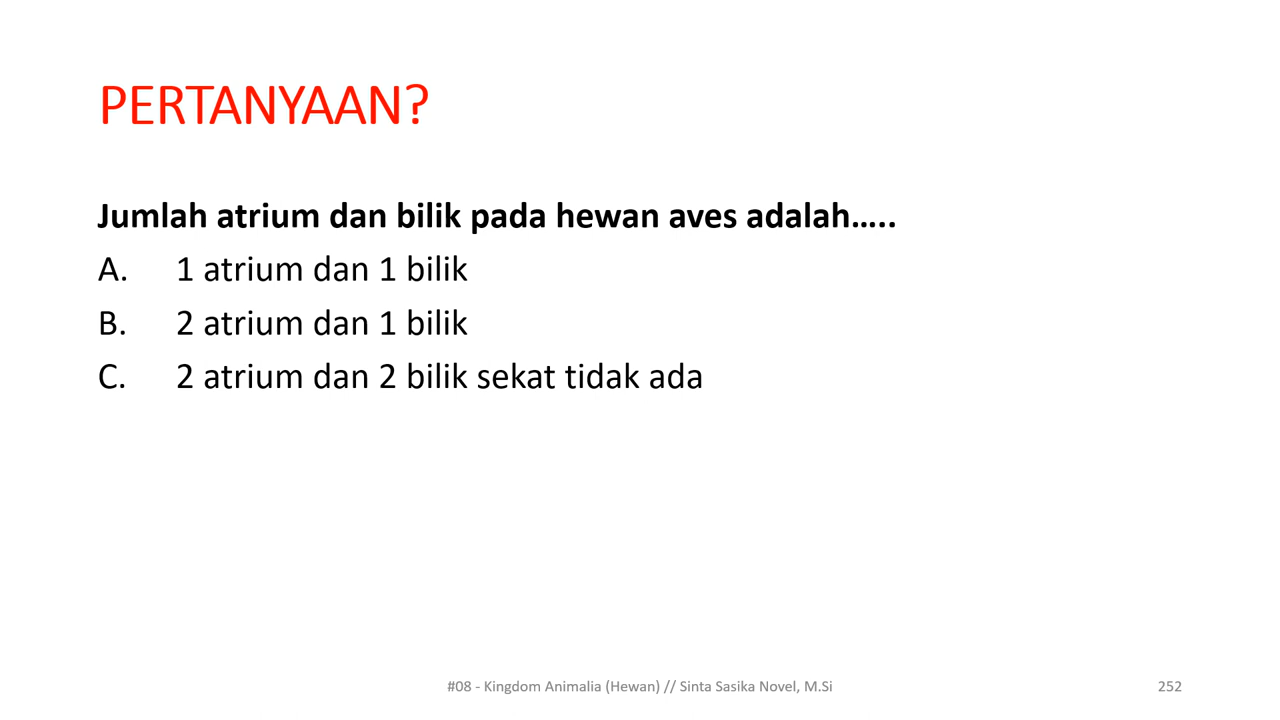 PERTANYAAN?
Jumlah atrium dan bilik pada hewan aves adalah…..
A. 1 atrium dan 1 bilik
B. 2 atrium dan 1 bilik
C. 2 atrium dan 2 bilik sekat tidak ada
#08 - Kingdom Animalia (Hewan) // Sinta Sasika Novel, M.Si
252